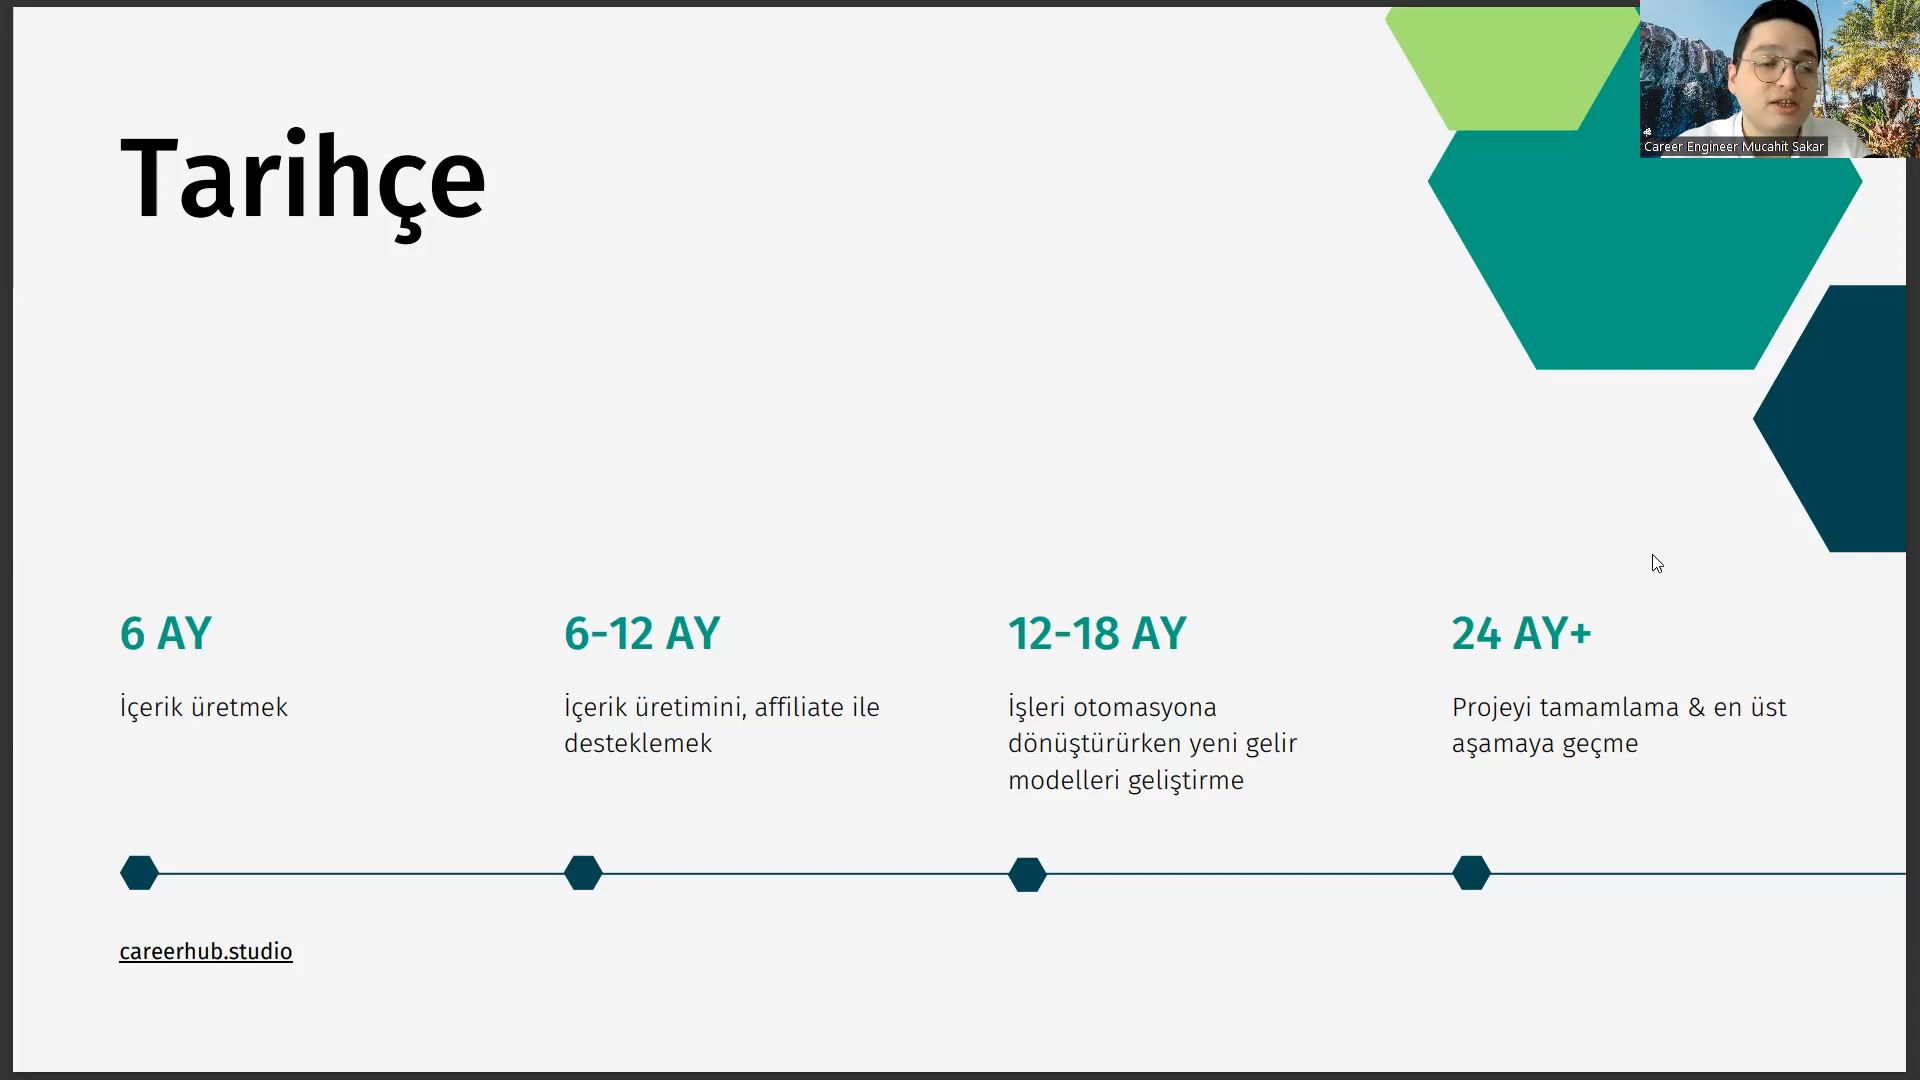 Career Engineer Mucahit Sakar
Tarihçe
6 AY
İçerik üretmek
6-12 AY
İçerik üretimini, affiliate ile
desteklemek
12-18 AY
İşleri otomasyona
dönüştürürken yeni gelir
modelleri geliştirme
24 AY+
Projeyi tamamlama & en üst
aşamaya geçme
careerhub.studio